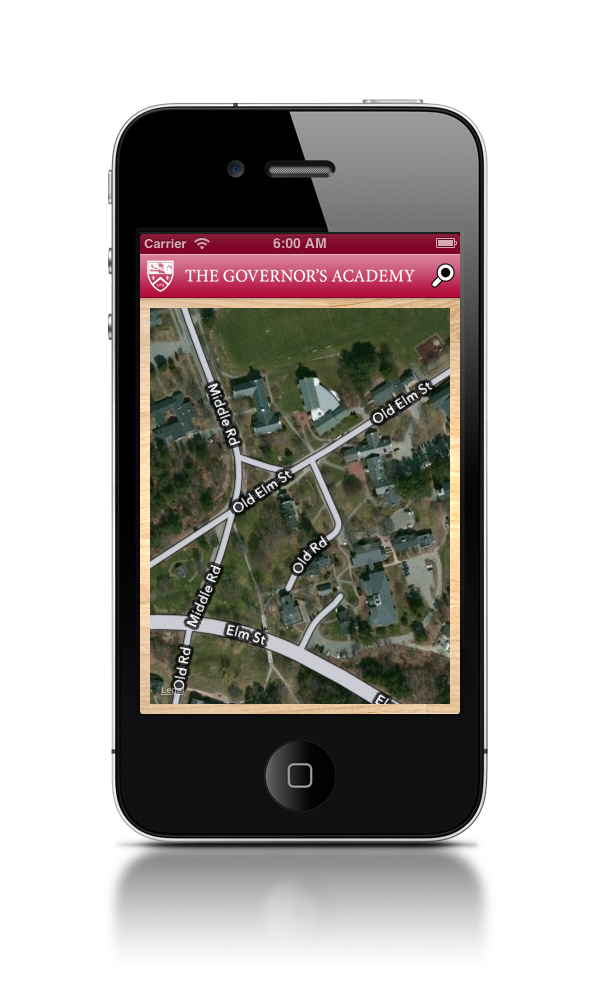 Carrier 6:00 AM
THE GOVERNOR'S ACADEMY
Middle Rd
Old Elm St
Old Elm St
Old Rd
Middle Rd
Elm St
Old Rd
Legal